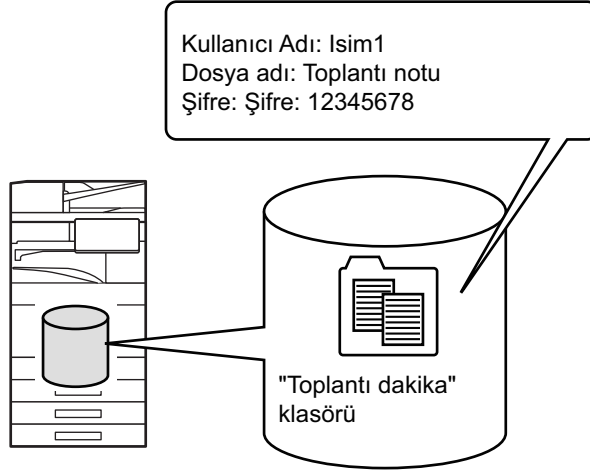 Kullanıcı Adı: Isim1
Dosya adı: Toplantı notu
Şifre: Şifre: 12345678
"Toplantı dakika"
klasörü